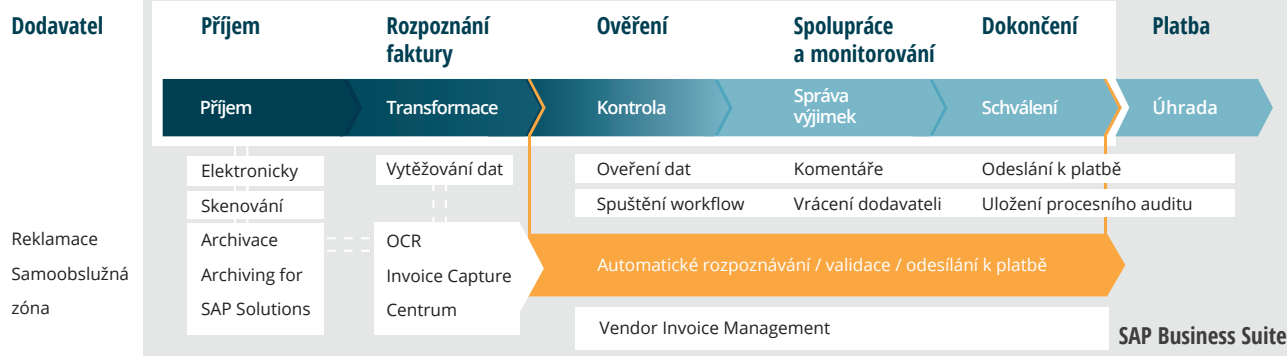 Dodavatel
Příjem
Rozpoznání
faktury
Ověření
Spolupráce
a monitorování
Dokončení
Platba
Příjem
Transformace
Kontrola
Správa
výjimek
Schválení
Úhrada
Elektronicky
Vytěžování dat
Oveření dat
Komentáře
Odeslání k platbě
Skenování
Spuštění workflow
Vrácení dodavateli
Uložení procesního auditu
Reklamace
Samoobslužná
zóna
Archivace
Archiving for
SAP Solutions
OCR
Invoice Capture
Centrum
Automatické rozpoznávání / validace / odesílání k platbě
Vendor Invoice Management
SAP Business Suite